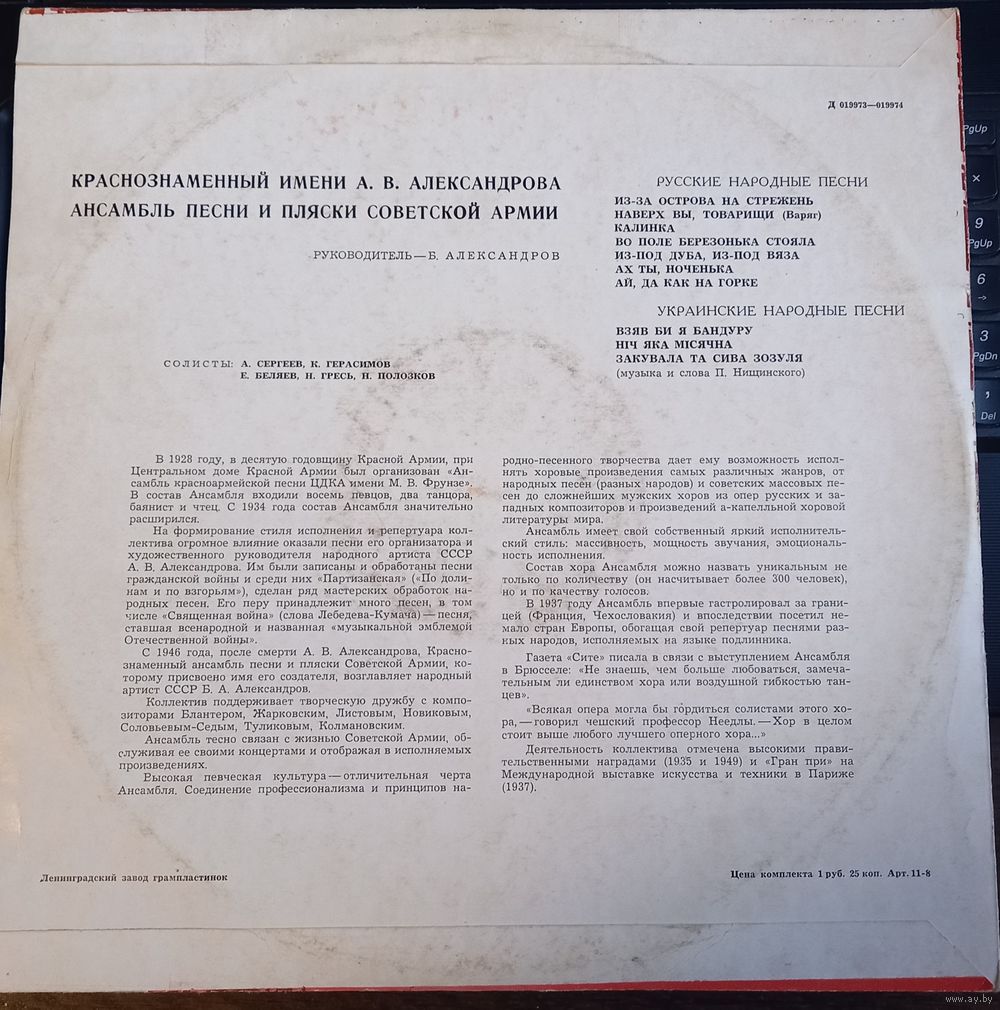 Д 019973—019974
КРАСНОЗНАМЕННЫЙ ИМЕНИ А. В. АЛЕКСАНДРОВА
АНСАМБЛЬ ПЕСНИ И ПЛЯСКИ СОВЕТСКОЙ АРМИИ
РУКОВОДИТЕЛЬ—Б. АЛЕКСАНДРОВ
СОЛИСТЫ: А. СЕРГЕЕВ, К. ГЕРАСИМОВ
Е. БЕЛЯЕВ, Н. ГРЕСЬ, Н. ПОЛОЗКОВ
РУССКИЕ НАРОДНЫЕ ПЕСНИ
ИЗ-ЗА ОСТРОВА НА СТРЕЖЕНЬ
НАВЕРХ ВЫ, ТОВАРИЩИ (Варяг)
КАЛИНКА
ВО ПОЛЕ БЕРЕЗОНЬКА СТОЯЛА
ИЗ-ПОД ДУБА, ИЗ-ПОД ВЯЗА
АХ ТЫ, НОЧЕНЬКА
АЙ, ДА КАК НА ГОРКЕ
УКРАИНСКИЕ НАРОДНЫЕ ПЕСНИ
ВЗЯВ БИ Я БАНДУРУ
НІЧ ЯКА МІСЯЧНА
ЗАКУВАЛА ТА СИВА ЗОЗУЛЯ
(музыка и слова П. Нищинского)
В 1928 году, в десятую годовщину Красной Армии, при
Центральном доме Красной Армии был организован «Ан-
самбль красноармейской песни ЦДКА имени М. В. Фрунзе».
В состав Ансамбля входили восемь певцов, два танцора,
баянист и чтец. С 1934 года состав Ансамбля значительно
расширился.
На формирование стиля исполнения и репертуара кол-
лектива огромное влияние оказали песни его организатора и
художественного руководителя народного артиста СССР
А. В. Александрова. Им были записаны и обработаны песни
гражданской войны и среди них «Партизанская» («По доли-
нам и по взгорьям»), сделан ряд мастерских обработок на-
родных песен. Его перу принадлежит много песен, в том
числе «Священная война» (слова Лебедева-Кумача) — песня,
ставшая всенародной и названная «музыкальной эмблемой
Отечественной войны».
С 1946 года, после смерти А. В. Александрова, Красно-
знаменный ансамбль песни и пляски Советской Армии, ко-
торому присвоено имя его создателя, возглавляет народный
артист СССР Б. А. Александров.
Коллектив поддерживает творческую дружбу с компо-
зиторами Блантером, Жарковским, Листовым, Новиковым,
Соловьевым-Седым, Туликовым, Колмановским.
Ансамбль тесно связан с жизнью Советской Армии, об-
служивая ее своими концертами и отображая в исполняемых
произведениях.
Высокая певческая культура — отличительная черта
Ансамбля. Соединение профессионализма и принципов на-
родно-песенного творчества дает ему возможность испол-
нять хоровые произведения самых различных жанров, от
народных песен (разных народов) и советских массовых пе-
сен до сложнейших мужских хоров из опер русских и за-
падных композиторов и произведений а-капелльной хоровой
литературы мира.
Ансамбль имеет свой собственный яркий исполнитель-
ский стиль: массивность, мощность звучания, эмоциональ-
ность исполнения.
Состав хора Ансамбля можно назвать уникальным не
только по количеству (он насчитывает более 300 человек),
но и по качеству голосов.
В 1937 году Ансамбль впервые гастролировал за грани-
цей (Франция, Чехословакия) и впоследствии посетил не-
мало стран Европы, обогащая свой репертуар песнями раз-
ных народов, исполняемых на языке подлинника.
Газета «Сите» писала в связи с выступлением Ансамбля
в Брюсселе: «Не знаешь, чем больше любоваться, замеча-
тельным ли единством хора или воздушной гибкостью тан-
цев».
«Всякая опера могла бы гордиться солистами этого хо-
ра, — говорил чешский профессор Неедлы. — Хор в целом
стоит выше любого лучшего оперного хора...»
Деятельность коллектива отмечена высокими прави-
тельственными наградами (1935 и 1949) и «Гран при» на
Международной выставке искусства и техники в Париже
(1937).
Ленинградский завод грампластинок
Цена комплекта 1 руб. 25 коп. Арт. 11-8
PgUp
×
9
PgUp
6
→
3
PgDn
,
Del
www.ay.by